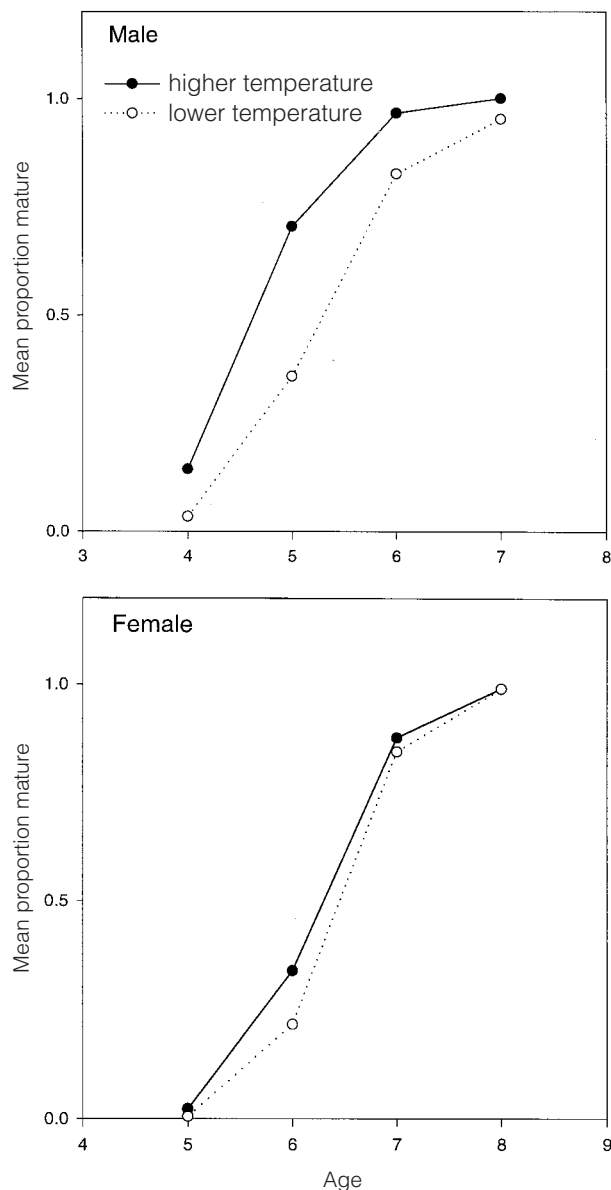 Male
higher temperature
lower temperature
1.0
0.5
0.0
Mean proportion mature
3 4 5 6 7 8
Female
1.0
0.5
0.0
Mean proportion mature
4 5 6 7 8 9
Age